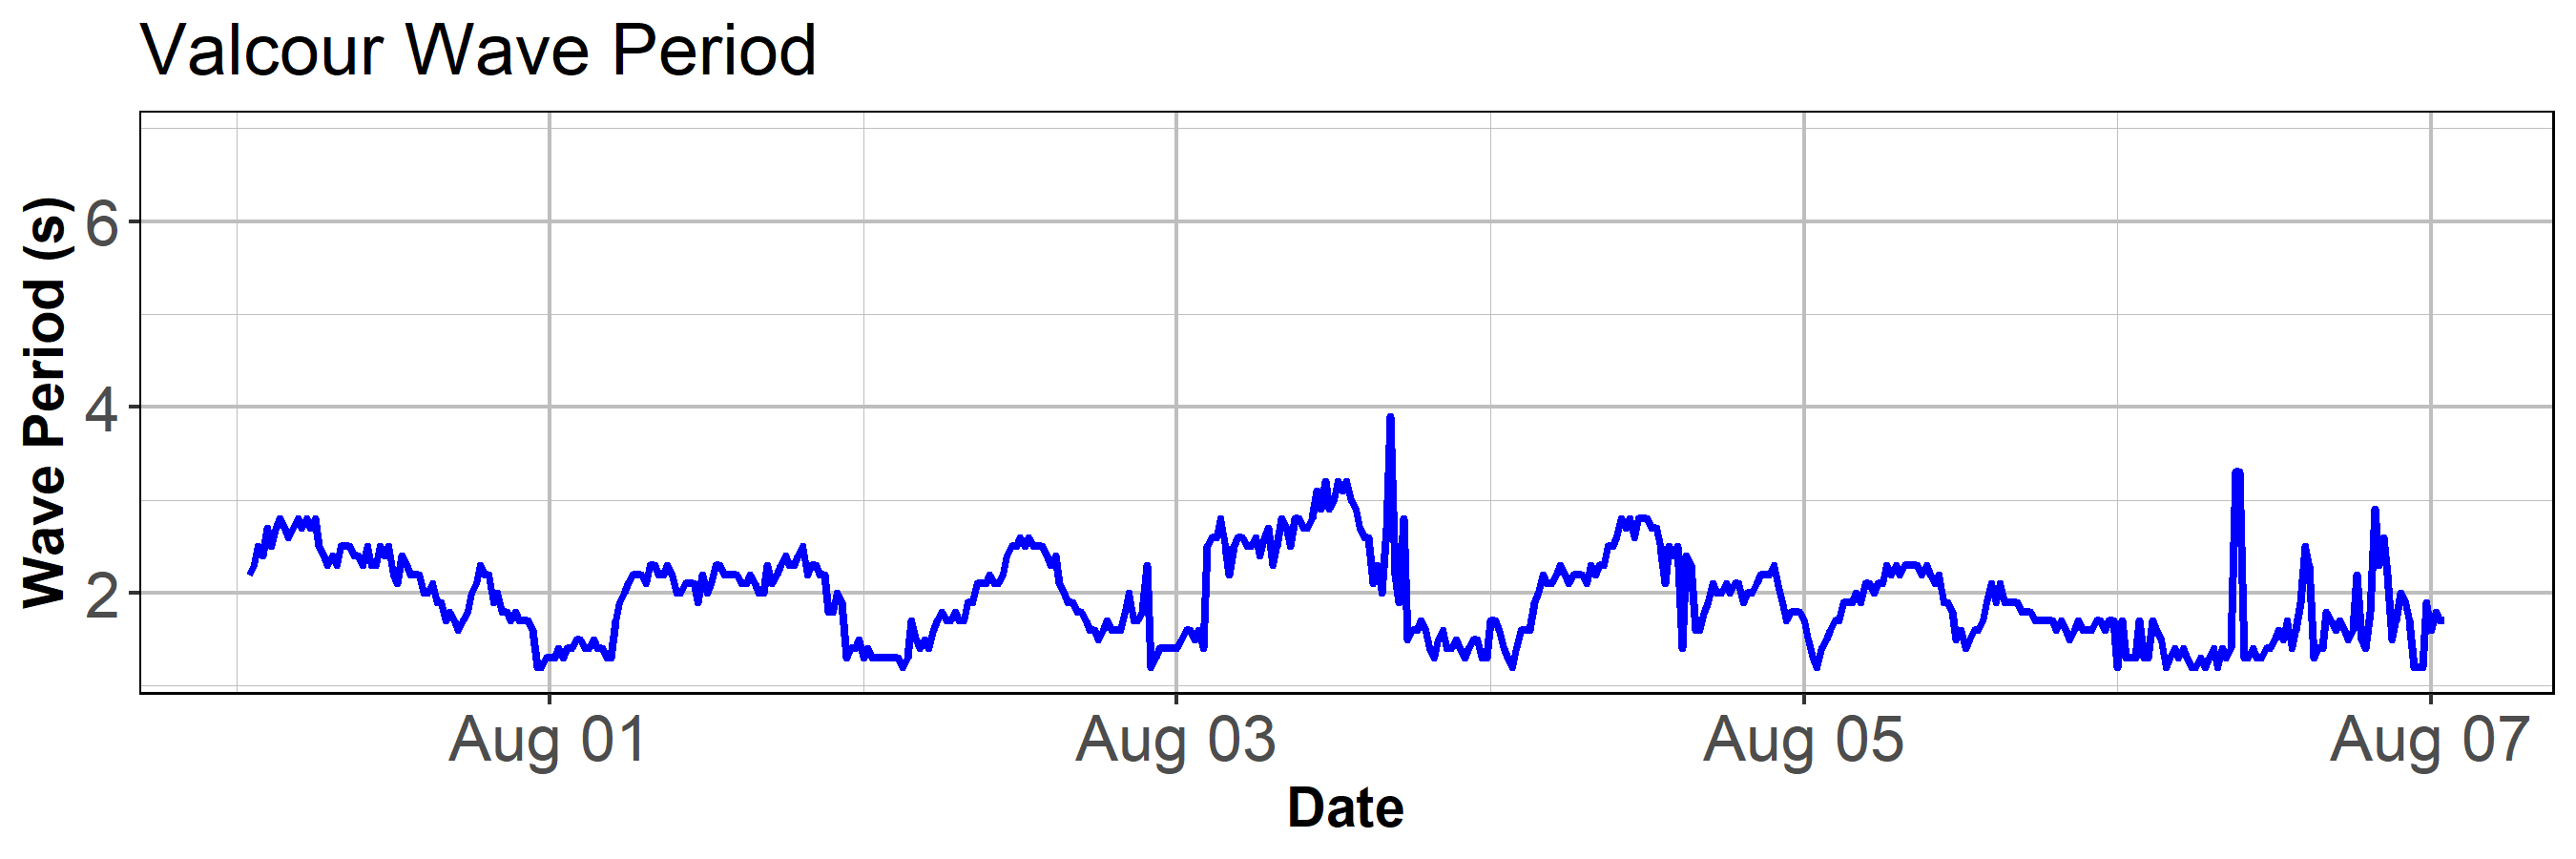 Valcour Wave Period
Wave Period (s)
6
4
2
Aug 01 Aug 03 Aug 05 Aug 07
Date